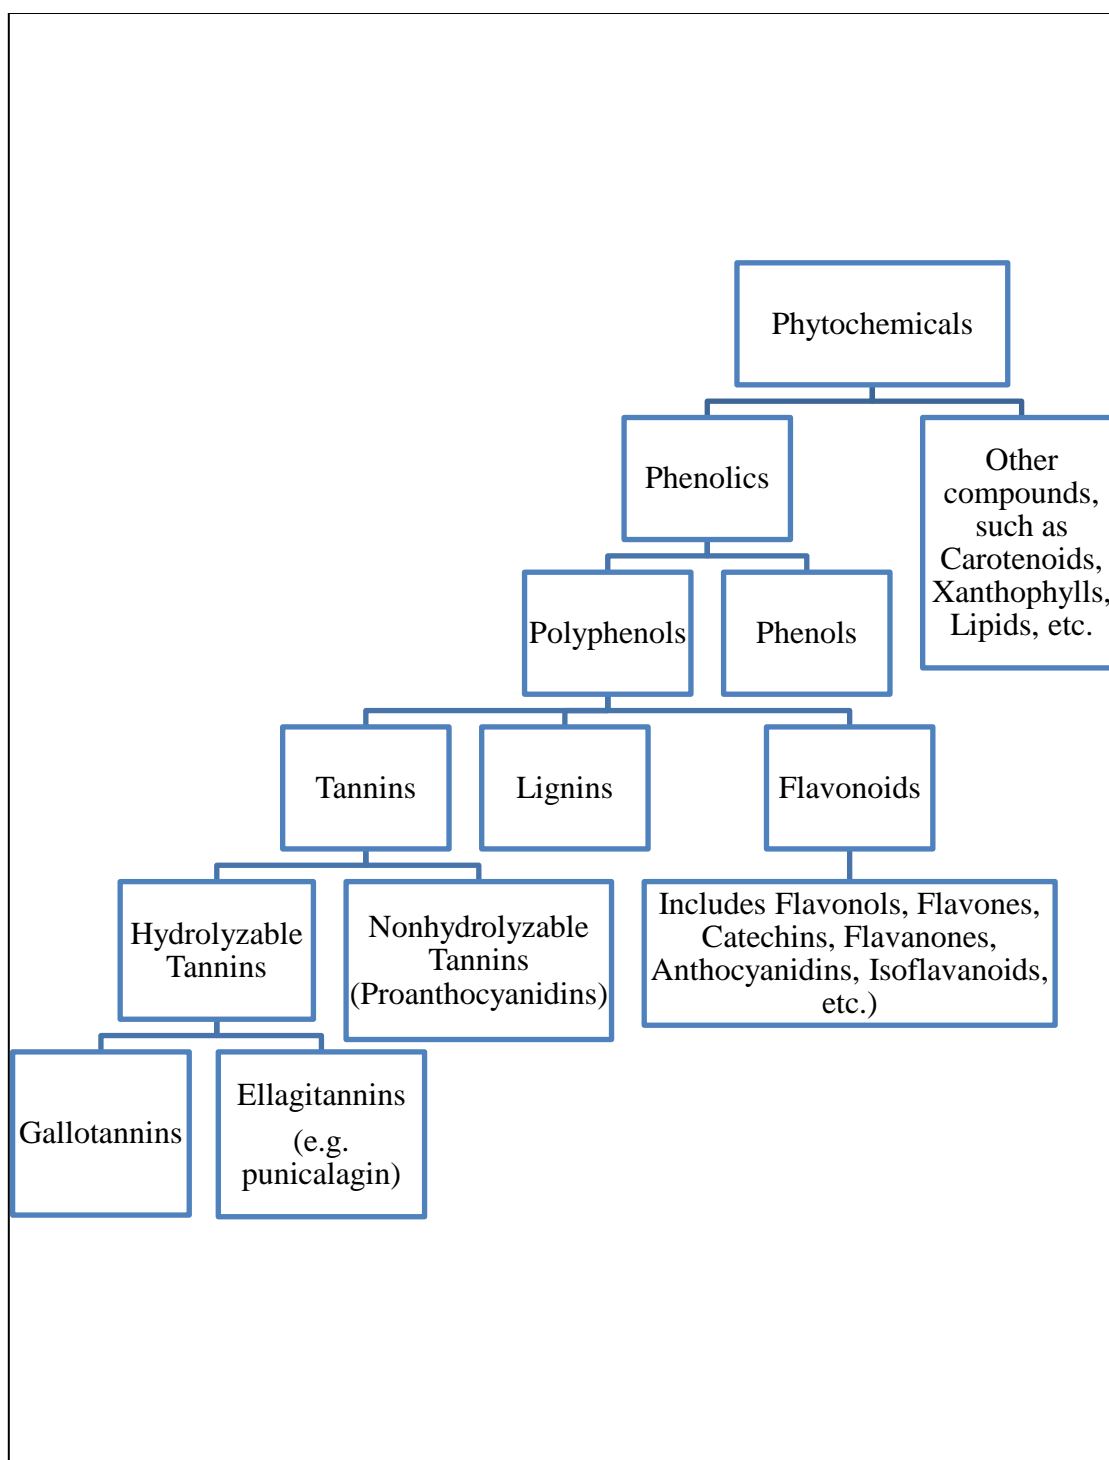 Phytochemicals
Phenolics
Other
compounds,
such as
Carotenoids,
Xanthophylls,
Lipids, etc.
Polyphenols
Phenols
Tannins
Lignins
Flavonoids
Hydrolyzable
Tannins
Nonhydrolyzable
Tannins
(Proanthocyanidins)
Includes Flavonols, Flavones,
Catechins, Flavanones,
Anthocyanidins, Isoflavanoids,
etc.)
Gallotannins
Ellagitannins
(e.g.
punicalagin)